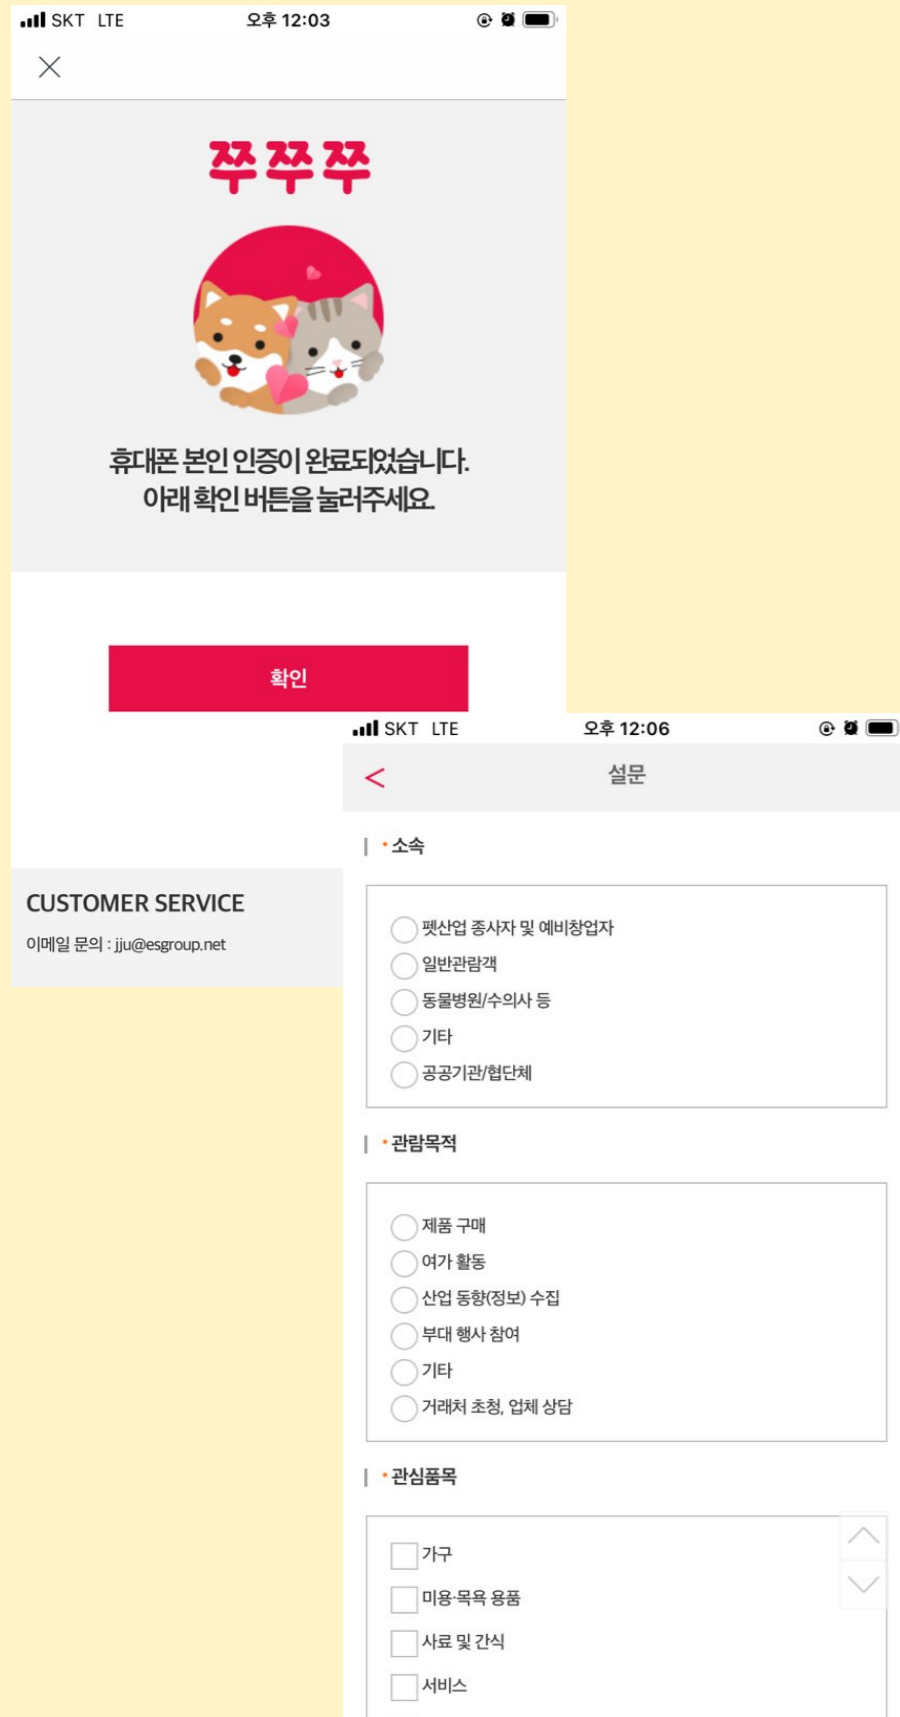 SKT LTE
오후 12:03
쭈쭈쭈
휴대폰 본인 인증이 완료되었습니다.
아래 확인 버튼을 눌러주세요.
확인
CUSTOMER SERVICE
이메일 문의 : jju@esgroup.net
SKT LTE
오후 12:06
<
설문
소속
펫산업 종사자 및 예비창업자
일반관람객
동물병원/수의사 등
기타
공공기관/협단체
관람목적
제품 구매
여가 활동
산업 동향(정보) 수집
부대 행사 참여
기타
거래처 초청, 업체 상담
관심품목
가구
미용·목욕 용품
사료 및 간식
서비스